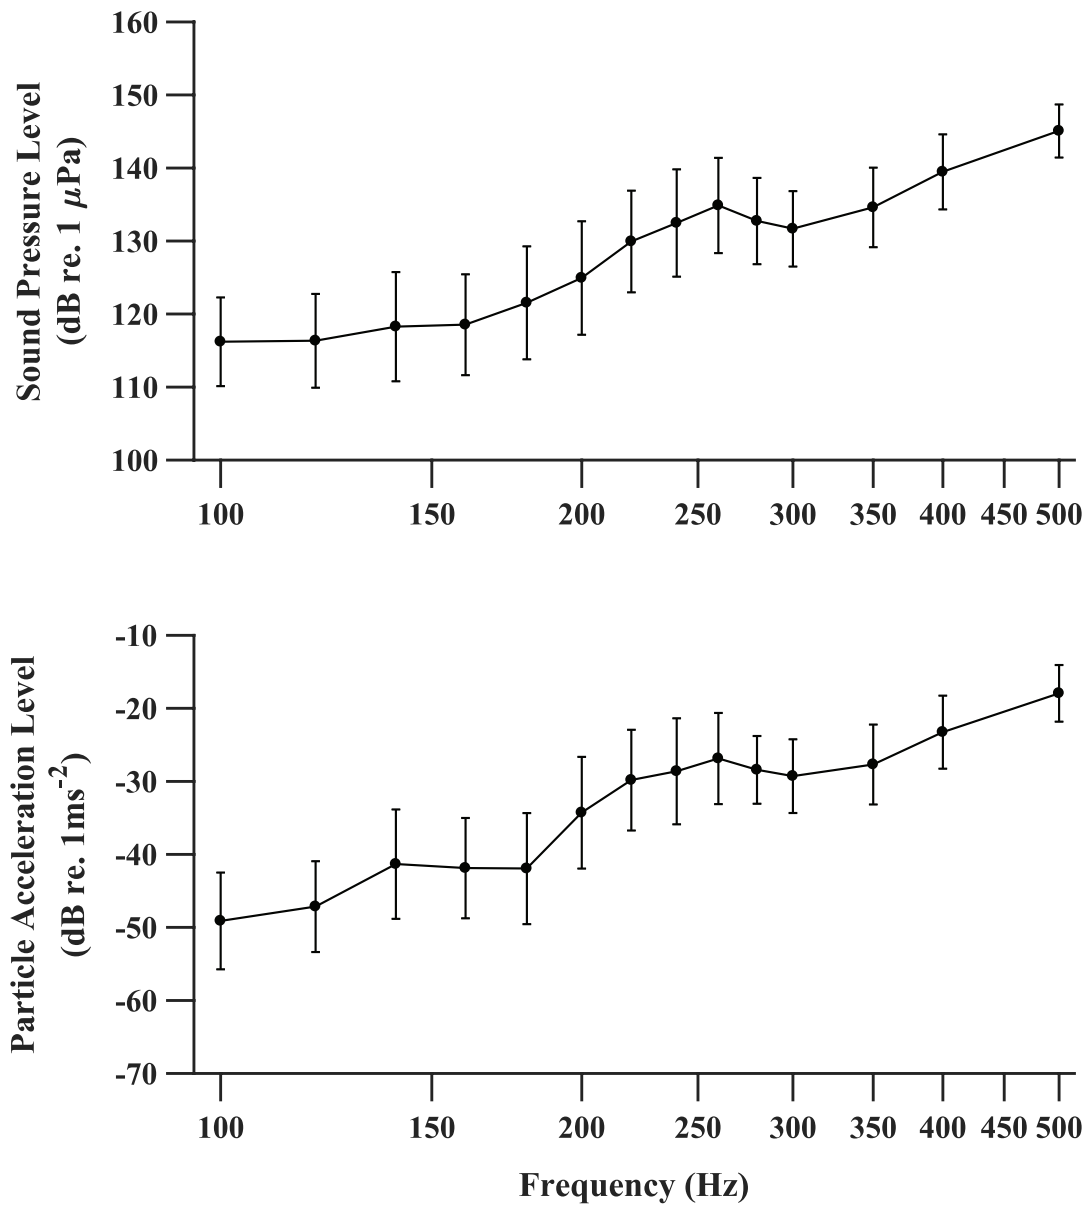 Sound Pressure Level
(dB re. 1 μPa)
160
150
140
130
120
110
100
100 150 200 250 300 350 400 450 500
Particle Acceleration Level
(dB re. 1ms-2)
-10
-20
-30
-40
-50
-60
-70
100 150 200 250 300 350 400 450 500
Frequency (Hz)